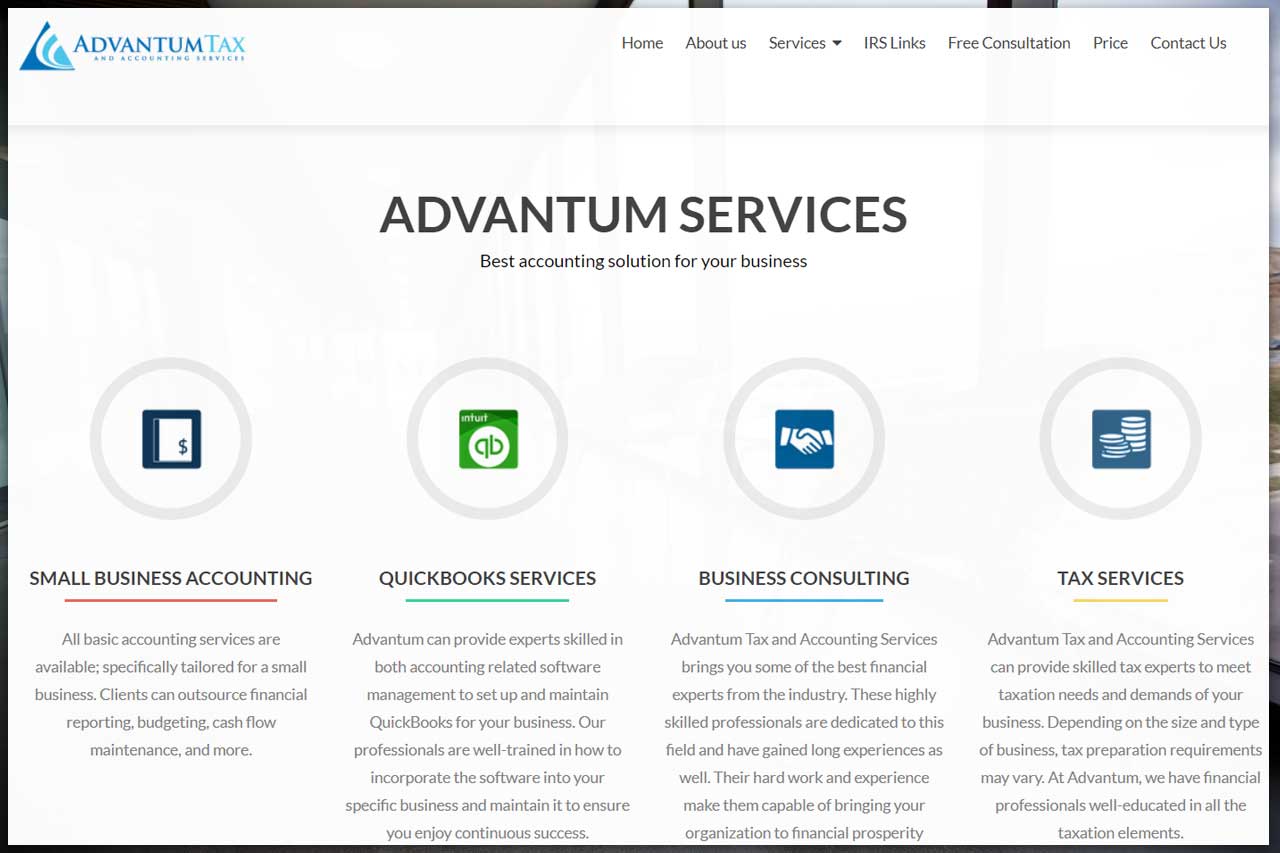 ADVANTUMTAX
AND ACCOUNTING SERVICES
Home About us Services IRS Links Free Consultation Price Contact Us
ADVANTUM SERVICES
Best accounting solution for your business
$
intuit
qb
SMALL BUSINESS ACCOUNTING
All basic accounting services are
available; specifically tailored for a small
business. Clients can outsource financial
reporting, budgeting, cash flow
maintenance, and more.
QUICKBOOKS SERVICES
Advantum can provide experts skilled in
both accounting related software
management to set up and maintain
QuickBooks for your business. Our
professionals are well-trained in how to
incorporate the software into your
specific business and maintain it to ensure
you enjoy continuous success.
BUSINESS CONSULTING
Advantum Tax and Accounting Services
brings you some of the best financial
experts from the industry. These highly
skilled professionals are dedicated to this
field and have gained long experiences as
well. Their hard work and experience
make them capable of bringing your
organization to financial prosperity
TAX SERVICES
Advantum Tax and Accounting Services
can provide skilled tax experts to meet
taxation needs and demands of your
business. Depending on the size and type
of business, tax preparation requirements
may vary. At Advantum, we have financial
professionals well-educated in all the
taxation elements.